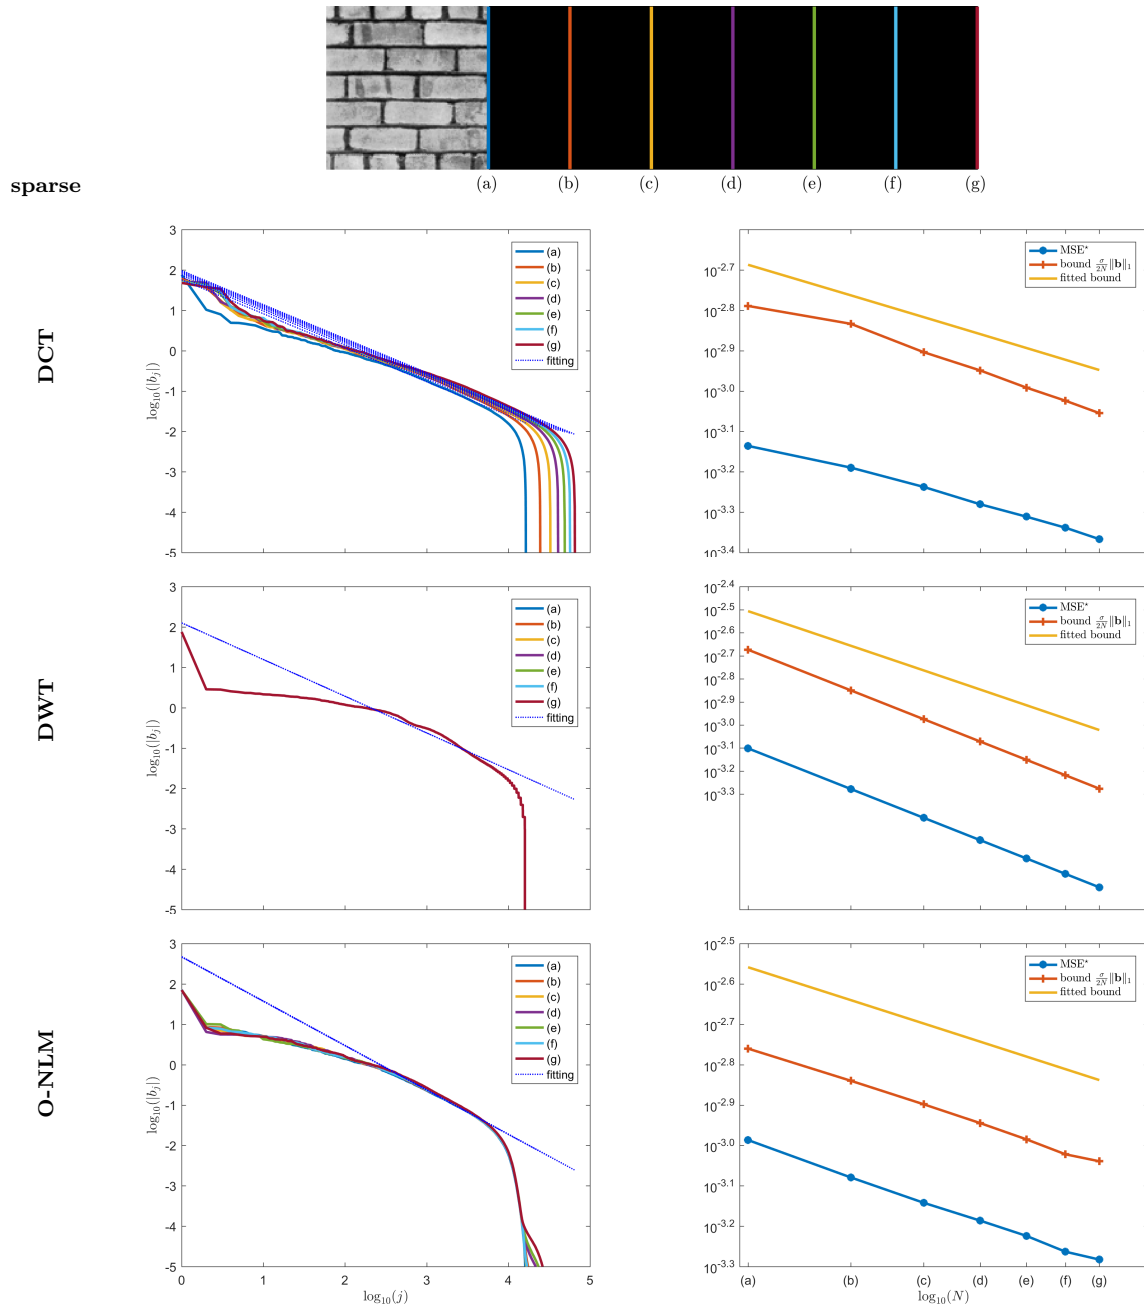 (a) (b) (c) (d) (e) (f) (g)
sparse
DCT
log₁₀(|bⱼ|)
3
2
1
0
-1
-2
-3
-4
-5
(a)
(b)
(c)
(d)
(e)
(f)
(g)
fitting
10^-2.7
10^-2.8
10^-2.9
10^-3.0
10^-3.1
10^-3.2
10^-3.3
10^-3.4
MSE*
bound σ/2N ‖b‖₁
fitted bound
DWT
log₁₀(|bⱼ|)
3
2
1
0
-1
-2
-3
-4
-5
(a)
(b)
(c)
(d)
(e)
(f)
(g)
fitting
10^-2.4
10^-2.5
10^-2.6
10^-2.7
10^-2.8
10^-2.9
10^-3.0
10^-3.1
10^-3.2
10^-3.3
MSE*
bound σ/2N ‖b‖₁
fitted bound
O-NLM
log₁₀(|bⱼ|)
3
2
1
0
-1
-2
-3
-4
-5
(a)
(b)
(c)
(d)
(e)
(f)
(g)
fitting
0 1 2 3 4 5
log₁₀(j)
10^-2.5
10^-2.6
10^-2.7
10^-2.8
10^-2.9
10^-3.0
10^-3.1
10^-3.2
10^-3.3
MSE*
bound σ/2N ‖b‖₁
fitted bound
(a) (b) (c) (d) (e) (f) (g)
log₁₀(N)